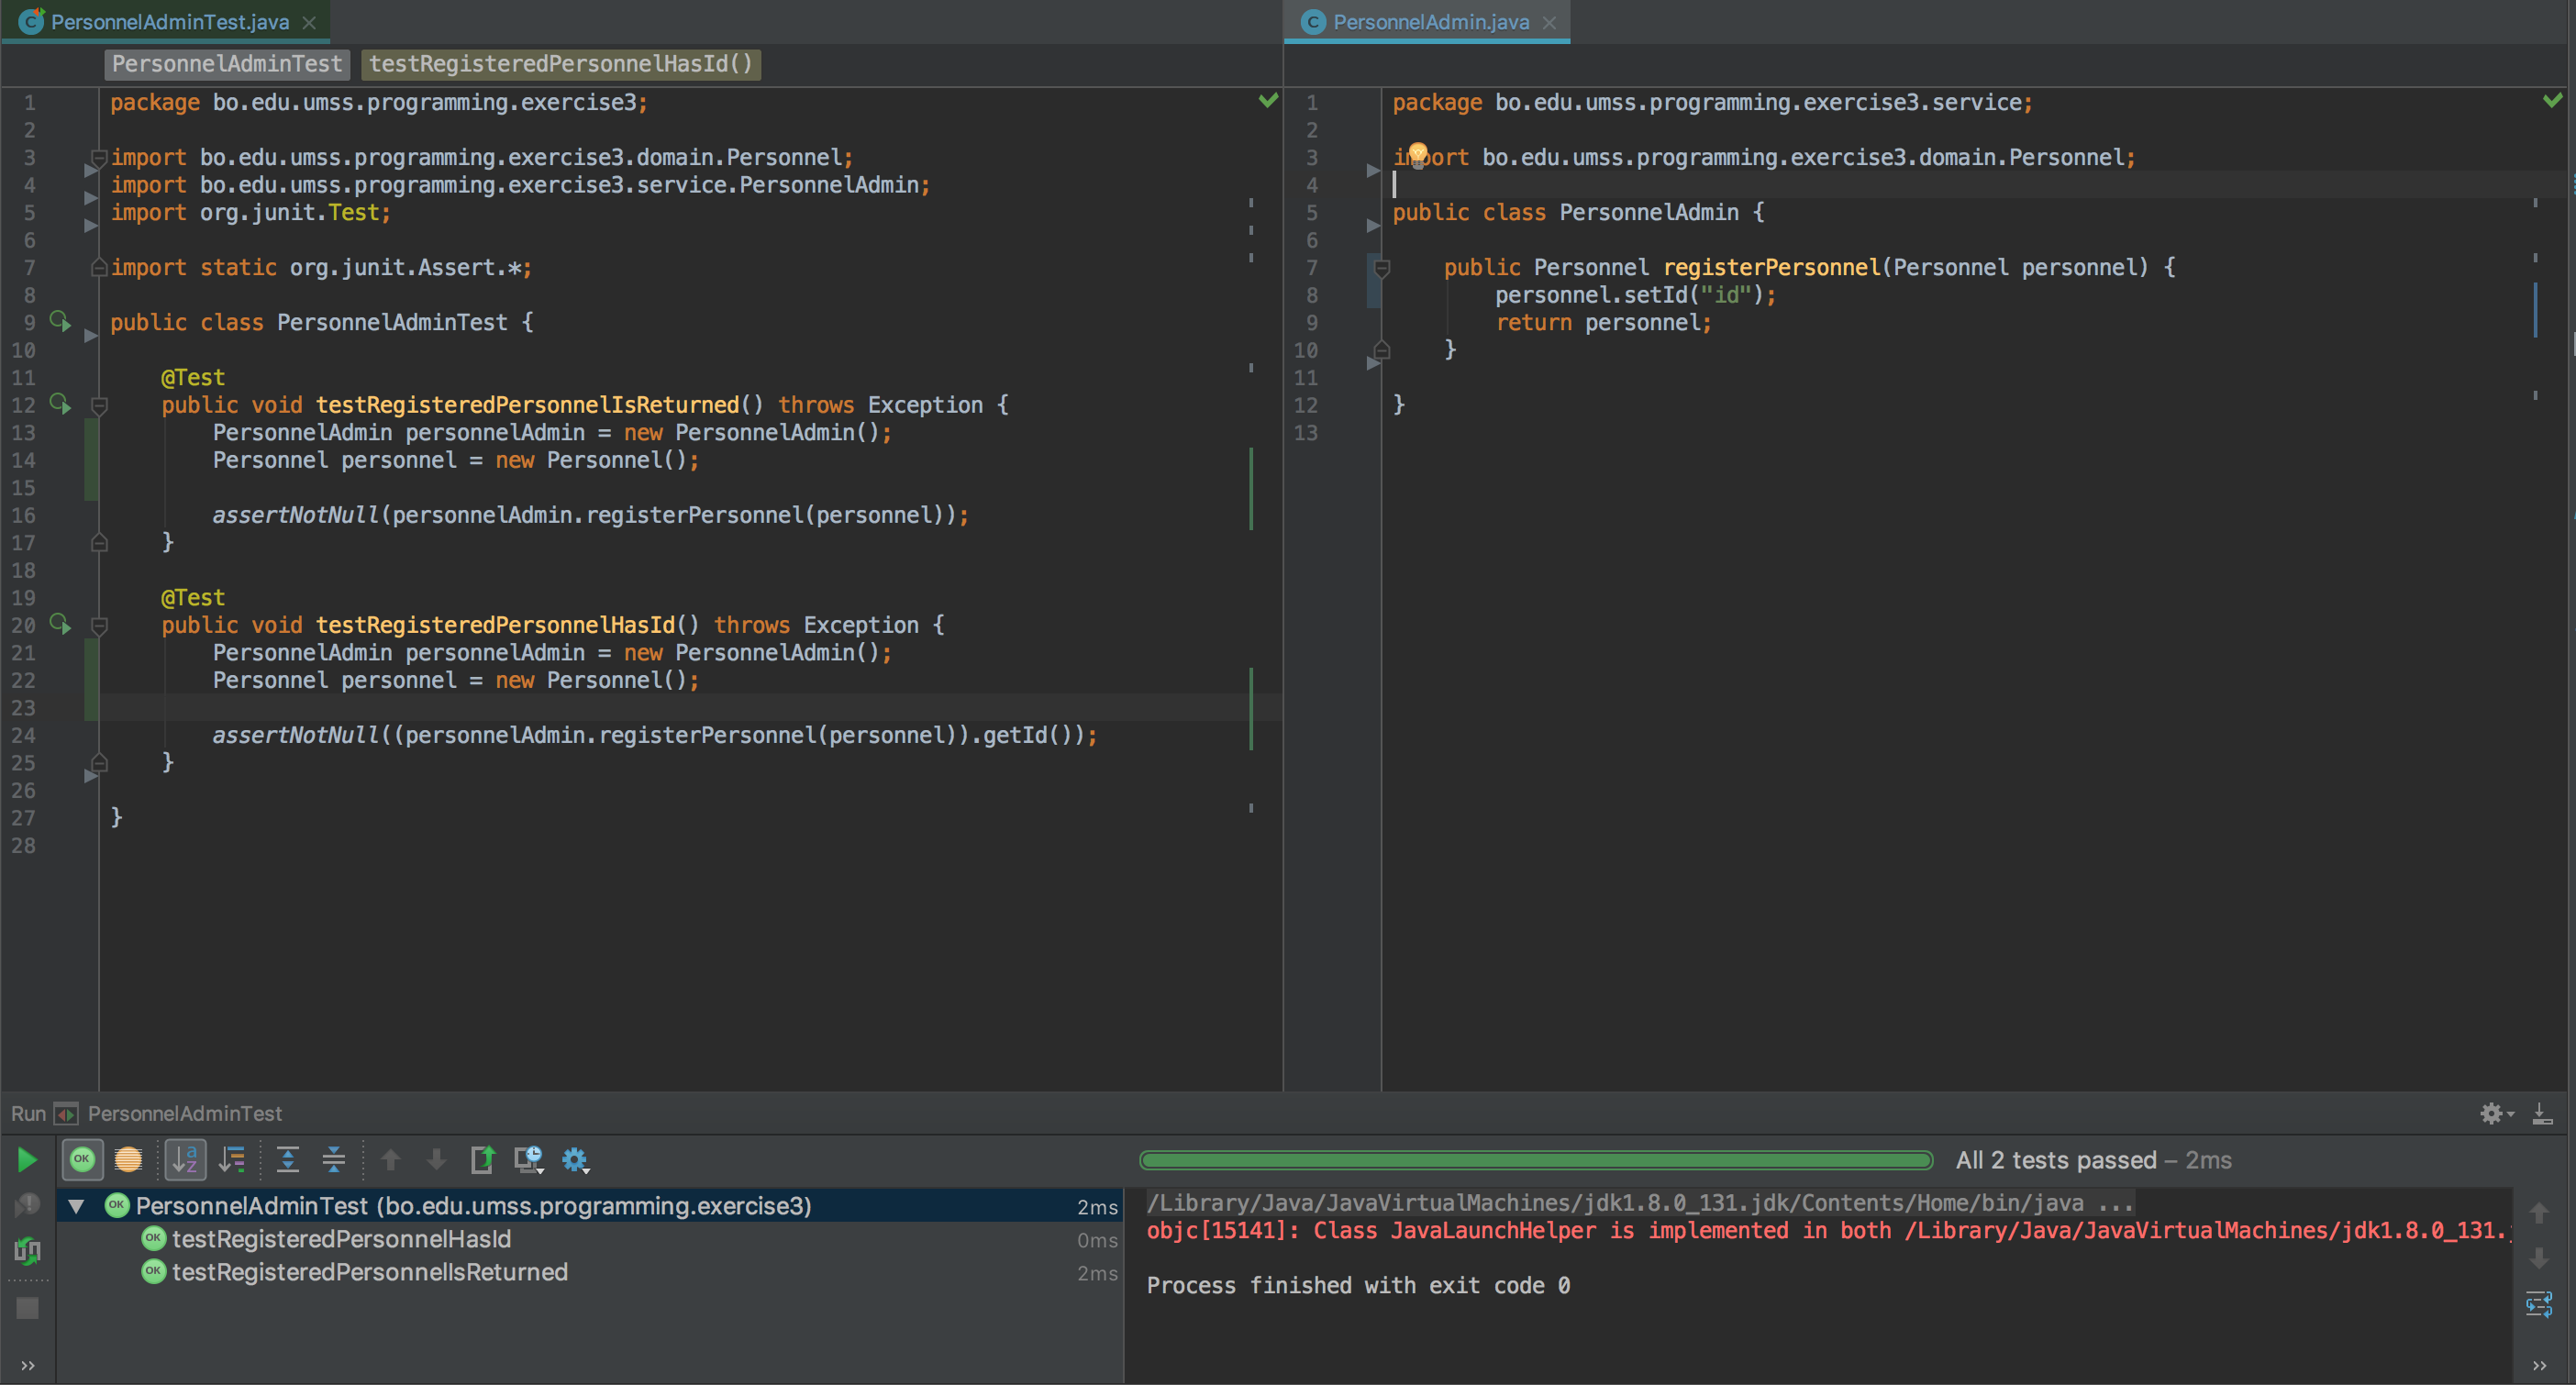 PersonnelAdminTest.java
PersonnelAdminTest testRegisteredPersonnelHasId()
1 package bo.edu.umss.programming.exercise3;
2
3 import bo.edu.umss.programming.exercise3.domain.Personnel;
4 import bo.edu.umss.programming.exercise3.service.PersonnelAdmin;
5 import org.junit.Test;
6
7 import static org.junit.Assert.*;
8
9 public class PersonnelAdminTest {
10
11 @Test
12 public void testRegisteredPersonnelIsReturned() throws Exception {
13 PersonnelAdmin personnelAdmin = new PersonnelAdmin();
14 Personnel personnel = new Personnel();
15
16 assertNotNull(personnelAdmin.registerPersonnel(personnel));
17 }
18
19 @Test
20 public void testRegisteredPersonnelHasId() throws Exception {
21 PersonnelAdmin personnelAdmin = new PersonnelAdmin();
22 Personnel personnel = new Personnel();
23
24 assertNotNull((personnelAdmin.registerPersonnel(personnel)).getId());
25 }
26
27 }
28
PersonnelAdmin.java
1 package bo.edu.umss.programming.exercise3.service;
2
3 import bo.edu.umss.programming.exercise3.domain.Personnel;
4
5 public class PersonnelAdmin {
6
7 public Personnel registerPersonnel(Personnel personnel) {
8 personnel.setId("id");
9 return personnel;
10 }
11
12 }
13
Run PersonnelAdminTest
All 2 tests passed – 2ms
OK PersonnelAdminTest (bo.edu.umss.programming.exercise3) 2ms
OK testRegisteredPersonnelHasId 0ms
OK testRegisteredPersonnelIsReturned 2ms
/Library/Java/JavaVirtualMachines/jdk1.8.0_131.jdk/Contents/Home/bin/java ...
objc[15141]: Class JavaLaunchHelper is implemented in both /Library/Java/JavaVirtualMachines/jdk1.8.0_131.
Process finished with exit code 0